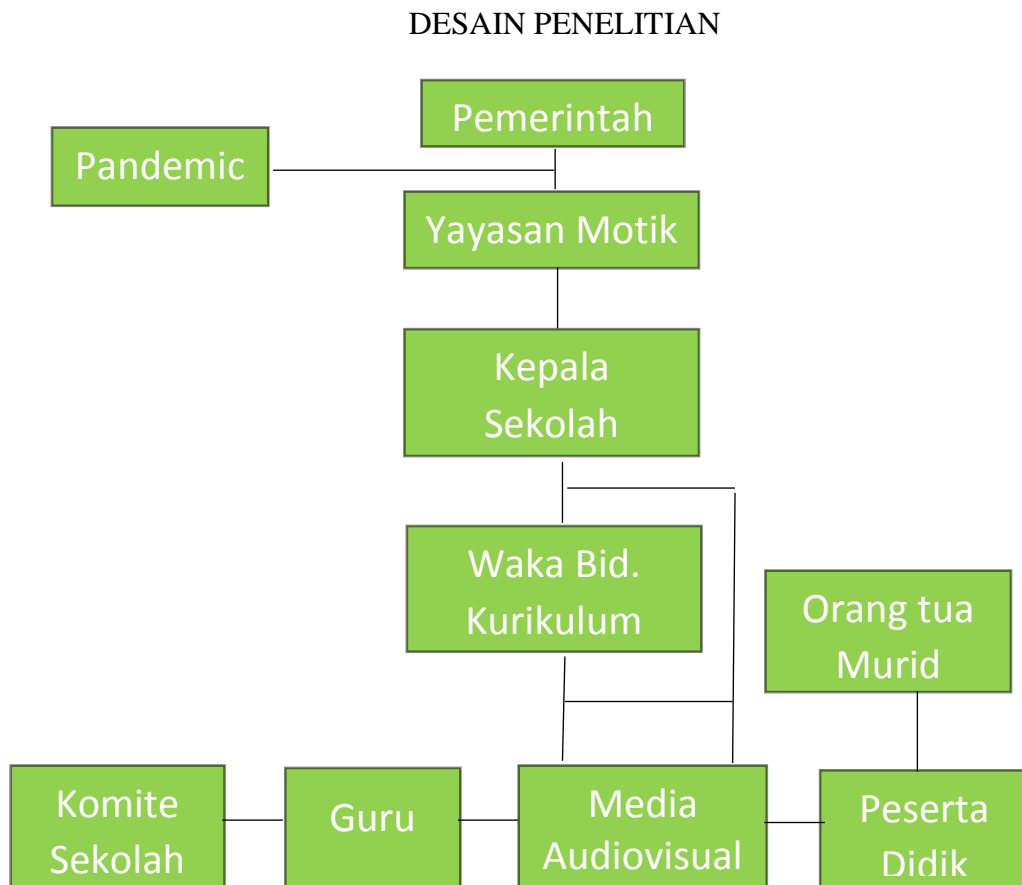 DESAIN PENELITIAN
Pemerintah
Pandemic
Yayasan Motik
Kepala
Sekolah
Waka Bid.
Kurikulum
Orang tua
Murid
Komite
Sekolah
Guru
Media
Audiovisual
Peserta
Didik